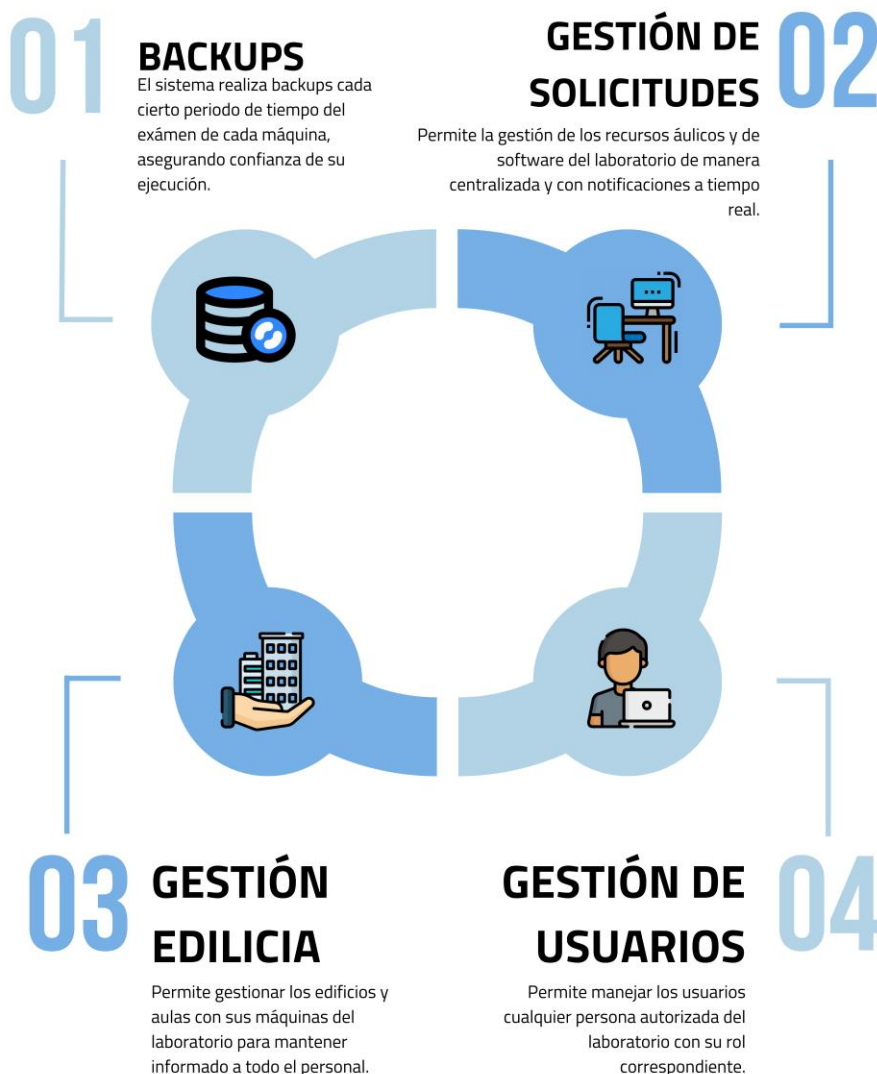 01
BACKUPS
El sistema realiza backups cada
cierto periodo de tiempo del
exámen de cada máquina,
asegurando confianza de su
ejecución.
GESTIÓN DE
SOLICITUDES
02
Permite la gestión de los recursos áulicos y de
software del laboratorio de manera
centralizada y con notificaciones a tiempo
real.
03
GESTIÓN
EDILICIA
Permite gestionar los edificios y
aulas con sus máquinas del
laboratorio para mantener
informado a todo el personal.
GESTIÓN DE
USUARIOS
04
Permite manejar los usuarios
cualquier persona autorizada del
laboratorio con su rol
correspondiente.